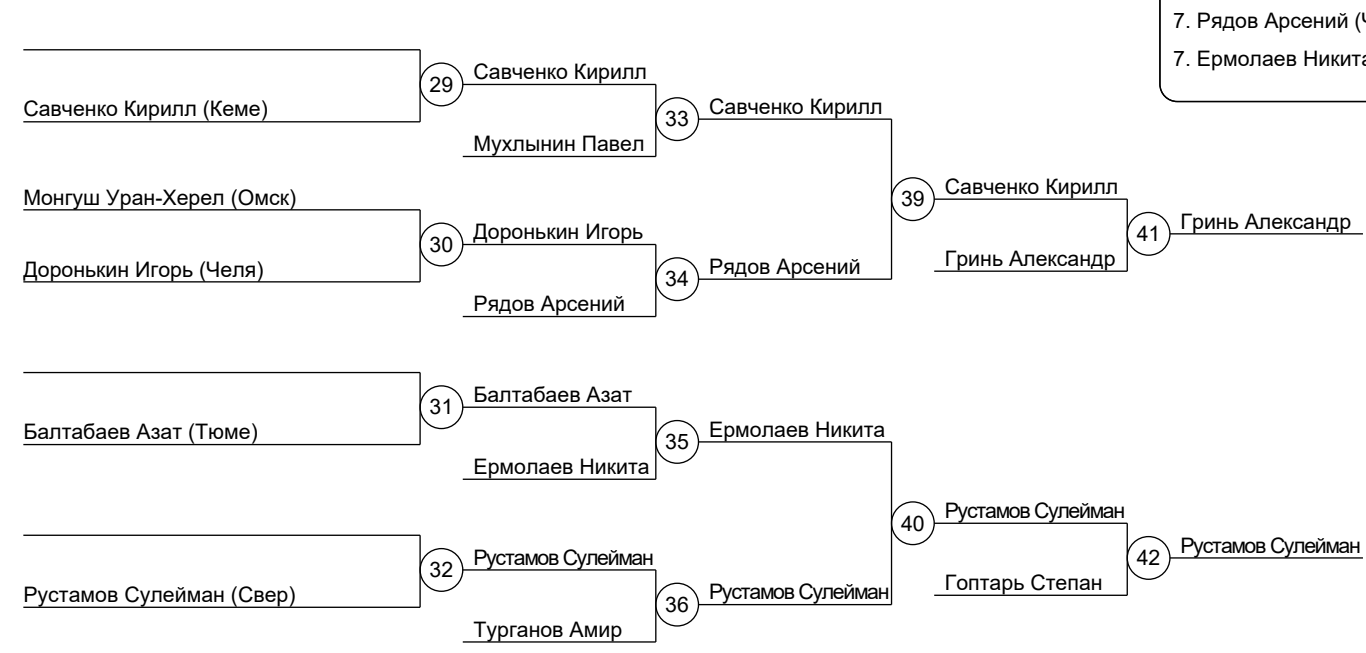 7. Рядов Арсений (
7. Ермолаев Никита
Савченко Кирилл (Кеме)
29
Савченко Кирилл
Мухлынин Павел
33
Савченко Кирилл
Монгуш Уран-Херел (Омск)
Доронькин Игорь (Челя)
30
Доронькин Игорь
Рядов Арсений
34
Рядов Арсений
39
Савченко Кирилл
Гринь Александр
41
Гринь Александр
Балтабаев Азат (Тюме)
31
Балтабаев Азат
Ермолаев Никита
35
Ермолаев Никита
Рустамов Сулейман (Свер)
32
Рустамов Сулейман
Турганов Амир
36
Рустамов Сулейман
40
Рустамов Сулейман
Гоптарь Степан
42
Рустамов Сулейман